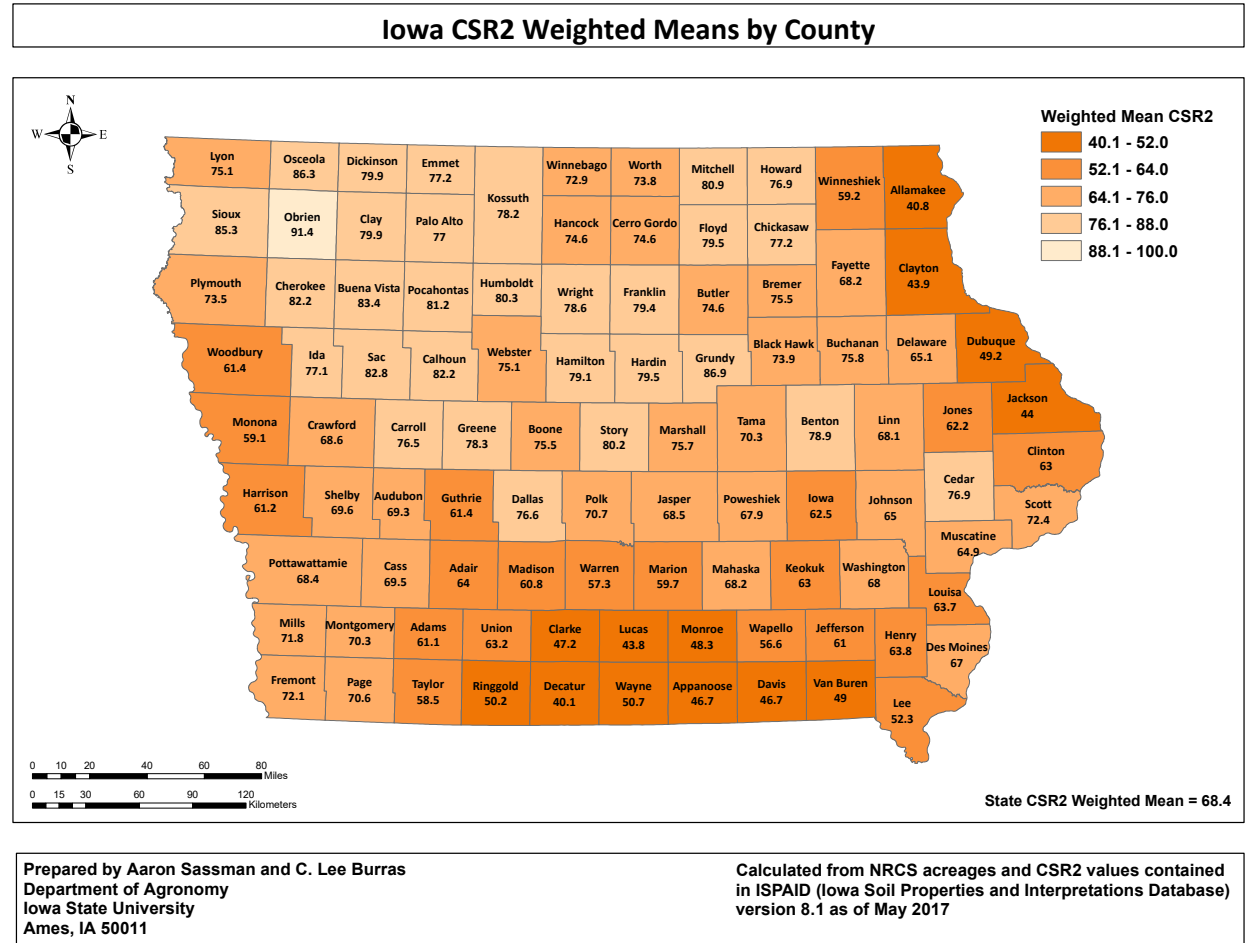 Iowa CSR2 Weighted Means by County
N
W
E
S
Weighted Mean CSR2
40.1 - 52.0
52.1 - 64.0
64.1 - 76.0
76.1 - 88.0
88.1 - 100.0
Lyon
75.1
Osceola
86.3
Dickinson
79.9
Emmet
77.2
Kossuth
78.2
Winnebago
72.9
Worth
73.8
Mitchell
80.9
Howard
76.9
Winneshiek
59.2
Allamakee
40.8
Sioux
85.3
Obrien
91.4
Clay
79.9
Palo Alto
77
Hancock
74.6
Cerro Gordo
74.6
Floyd
79.5
Chickasaw
77.2
Fayette
68.2
Clayton
43.9
Plymouth
73.5
Cherokee
82.2
Buena Vista
83.4
Pocahontas
81.2
Humboldt
80.3
Wright
78.6
Franklin
79.4
Butler
74.6
Bremer
75.5
Woodbury
61.4
Ida
77.1
Sac
82.8
Calhoun
82.2
Webster
75.1
Hamilton
79.1
Hardin
79.5
Grundy
86.9
Black Hawk
73.9
Buchanan
75.8
Delaware
65.1
Dubuque
49.2
Monona
59.1
Crawford
68.6
Carroll
76.5
Greene
78.3
Boone
75.5
Story
80.2
Marshall
75.7
Tama
70.3
Benton
78.9
Linn
68.1
Jones
62.2
Jackson
44
Clinton
63
Harrison
61.2
Shelby
69.6
Audubon
69.3
Guthrie
61.4
Dallas
76.6
Polk
70.7
Jasper
68.5
Poweshiek
67.9
Iowa
62.5
Johnson
65
Cedar
76.9
Scott
72.4
Muscatine
64.9
Pottawattamie
68.4
Cass
69.5
Adair
64
Madison
60.8
Warren
57.3
Marion
59.7
Mahaska
68.2
Keokuk
63
Washington
68
Louisa
63.7
Mills
71.8
Montgomery
70.3
Adams
61.1
Union
63.2
Clarke
47.2
Lucas
43.8
Monroe
48.3
Wapello
56.6
Jefferson
61
Henry
63.8
Des Moines
67
Fremont
72.1
Page
70.6
Taylor
58.5
Ringgold
50.2
Decatur
40.1
Wayne
50.7
Appanoose
46.7
Davis
46.7
Van Buren
49
Lee
52.3
0 10 20 40 60 80
Miles
0 15 30 60 90 120
Kilometers
State CSR2 Weighted Mean = 68.4
Prepared by Aaron Sassman and C. Lee Burras
Department of Agronomy
Iowa State University
Ames, IA 50011
Calculated from NRCS acreages and CSR2 values contained
in ISPAID (Iowa Soil Properties and Interpretations Database)
version 8.1 as of May 2017